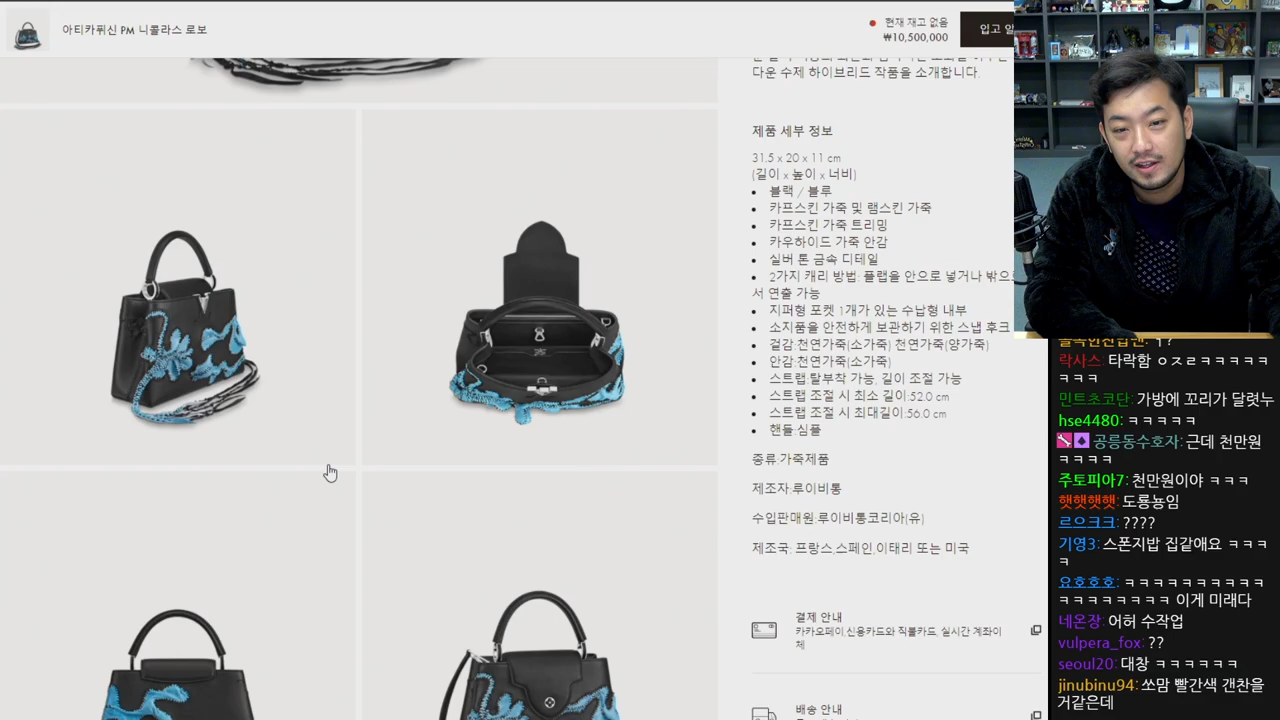 아티카퓌신 PM 니콜라스 로보
현재 재고 없음
₩10,500,000
입고 알
다운 수제 하이브리드 작품을 소개합니다.
제품 세부 정보
31.5 x 20 x 11 cm
(길이 x 높이 x 너비)
블랙 / 블루
카프스킨 가죽 및 램스킨 가죽
카프스킨 가죽 트리밍
카우하이드 가죽 안감
실버 톤 금속 디테일
2가지 캐리 방법: 플랩을 안으로 넣거나 밖으
서 연출 가능
지퍼형 포켓 1개가 있는 수납형 내부
소지품을 안전하게 보관하기 위한 스냅 후크
겉감:천연가죽(소가죽) 천연가죽(양가죽)
안감:천연가죽(소가죽)
스트랩:탈부착 가능, 길이 조절 가능
스트랩 조절 시 최소 길이:52.0 cm
스트랩 조절 시 최대길이:56.0 cm
핸들:심플
종류:가죽제품
제조자:루이비통
수입판매원:루이비통코리아(유)
제조국: 프랑스,스페인,이태리 또는 미국
결제 안내
카카오페이,신용카드와 직불카드, 실시간 계좌이
체
배송 안내
락사스: 타락함 ㅇㅈㄹㅋㅋㅋㅋㅋ
ㅋㅋㅋ
민트초코단: 가방에 꼬리가 달렷누
hse4480: ㅋㅋㅋㅋㅋ
공릉동수호자: 근데 천만원
ㅋㅋㅋㅋ
주토피아7: 천만원이야 ㅋㅋㅋ
햇햇햇햇: 도룡뇽임
르으크크: ????
기영3: 스폰지밥 집같애요 ㅋㅋㅋ
ㅋ
요호호호: ㅋㅋㅋㅋㅋㅋㅋㅋㅋㅋ
ㅋㅋㅋㅋㅋㅋㅋㅋ 이게 미래다
네온장: 어허 수작업
vulpera_fox: ??
seoul20: 대창 ㅋㅋㅋㅋㅋㅋ
jinubinu94: 쏘맘 빨간색 갠찬을
거같은데